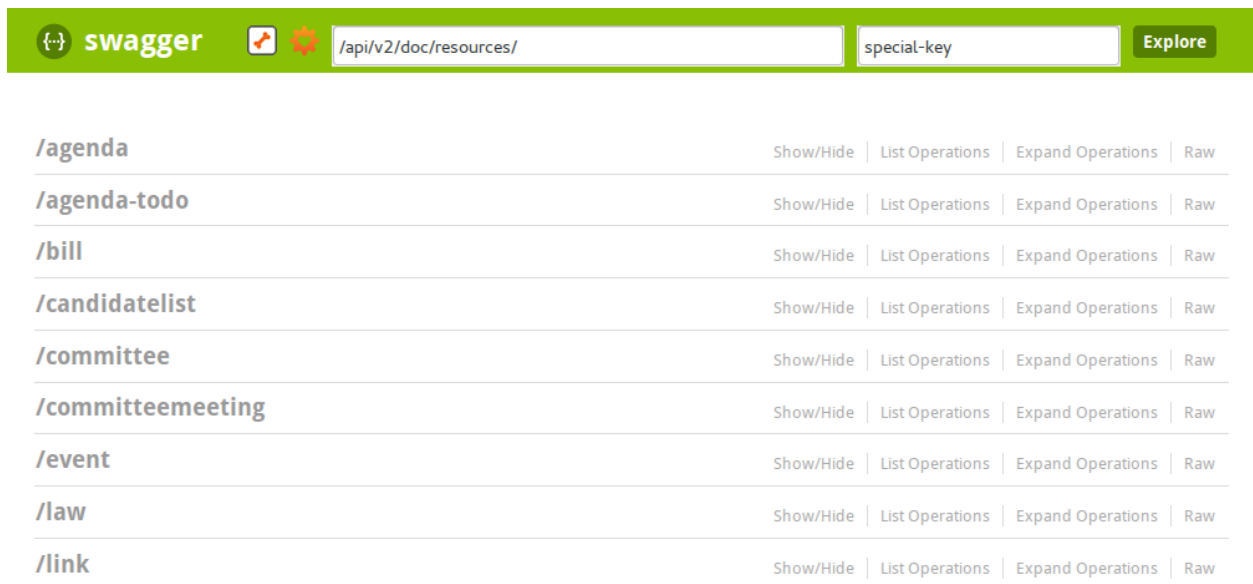 {··} swagger /api/v2/doc/resources/ special-key Explore
/agenda Show/Hide List Operations Expand Operations Raw
/agenda-todo Show/Hide List Operations Expand Operations Raw
/bill Show/Hide List Operations Expand Operations Raw
/candidatelist Show/Hide List Operations Expand Operations Raw
/committee Show/Hide List Operations Expand Operations Raw
/committeemeeting Show/Hide List Operations Expand Operations Raw
/event Show/Hide List Operations Expand Operations Raw
/law Show/Hide List Operations Expand Operations Raw
/link Show/Hide List Operations Expand Operations Raw